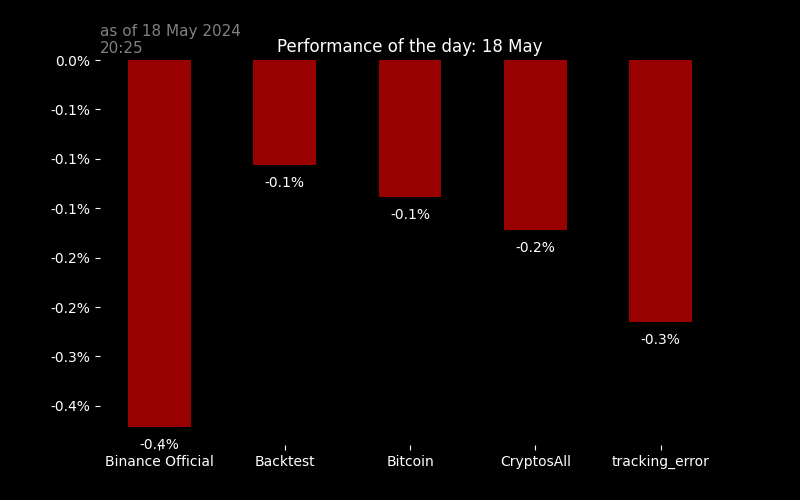 as of 18 May 2024
20:25
Performance of the day: 18 May
0.0%
-0.1%
-0.1%
-0.1%
-0.2%
-0.2%
-0.3%
-0.4%
-0.4%
-0.1%
-0.1%
-0.2%
-0.3%
Binance Official
Backtest
Bitcoin
CryptosAll
tracking_error